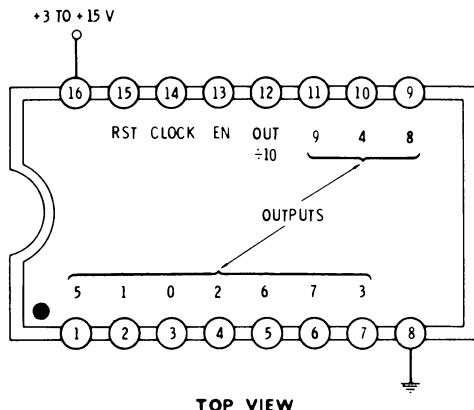 +3 TO +15 V
16 15 14 13 12 11 10 9
RST CLOCK EN OUT 9 4 8
÷10
OUTPUTS
5 1 0 2 6 7 3
1 2 3 4 5 6 7 8
TOP VIEW